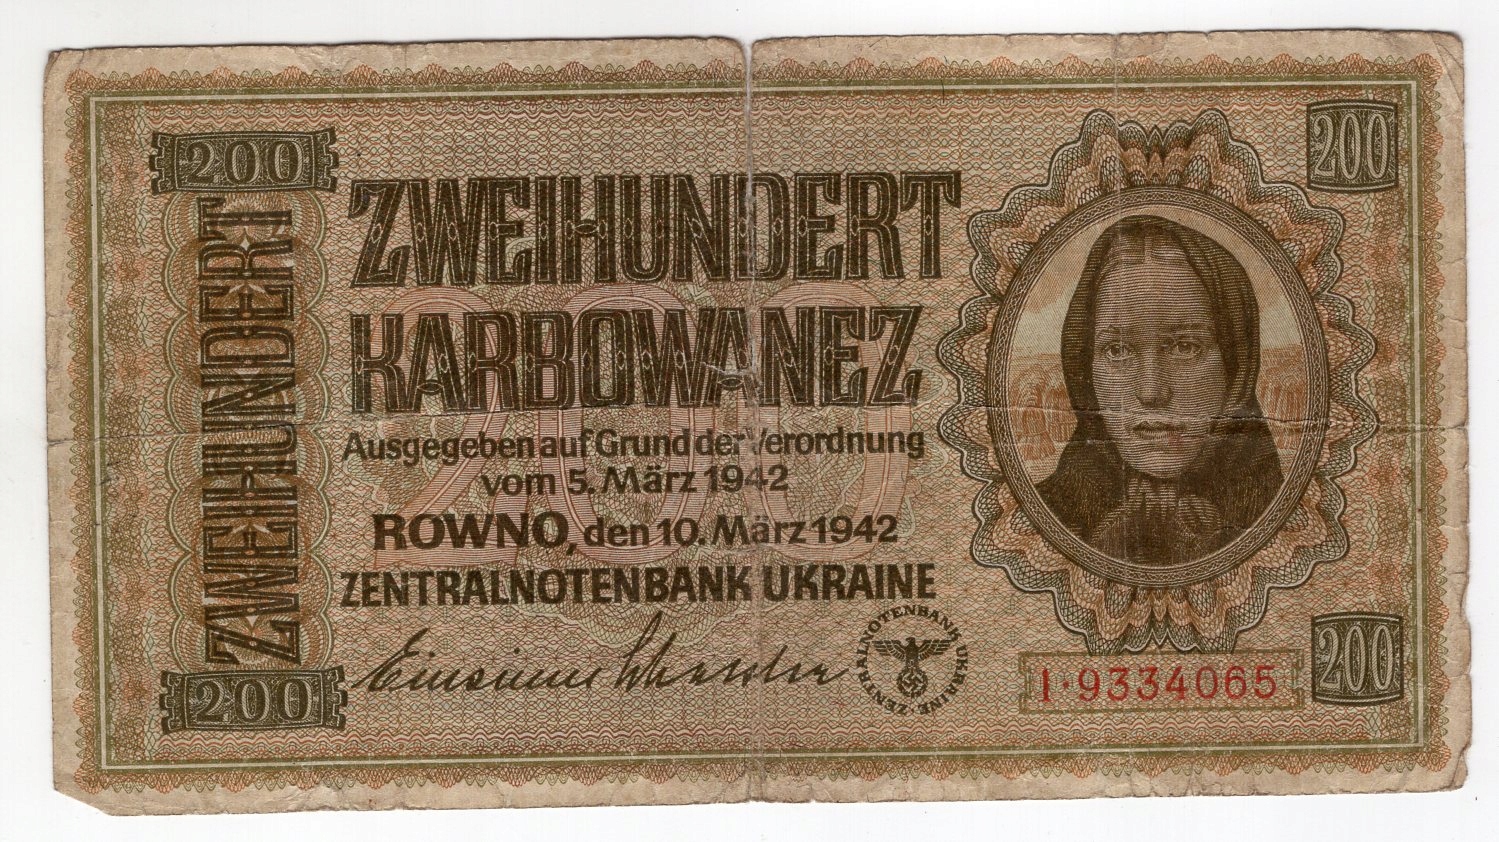 200
200
ZWEIHUNDERT
ZWEIHUNDERT
KARBOWANEZ
200
Ausgegeben auf Grund der Verordnung
vom 5. März 1942
ROWNO, den 10. März 1942
ZENTRALNOTENBANK UKRAINE
ZENTRALNOTENBANK UKRAINE
I·9334065
200
200